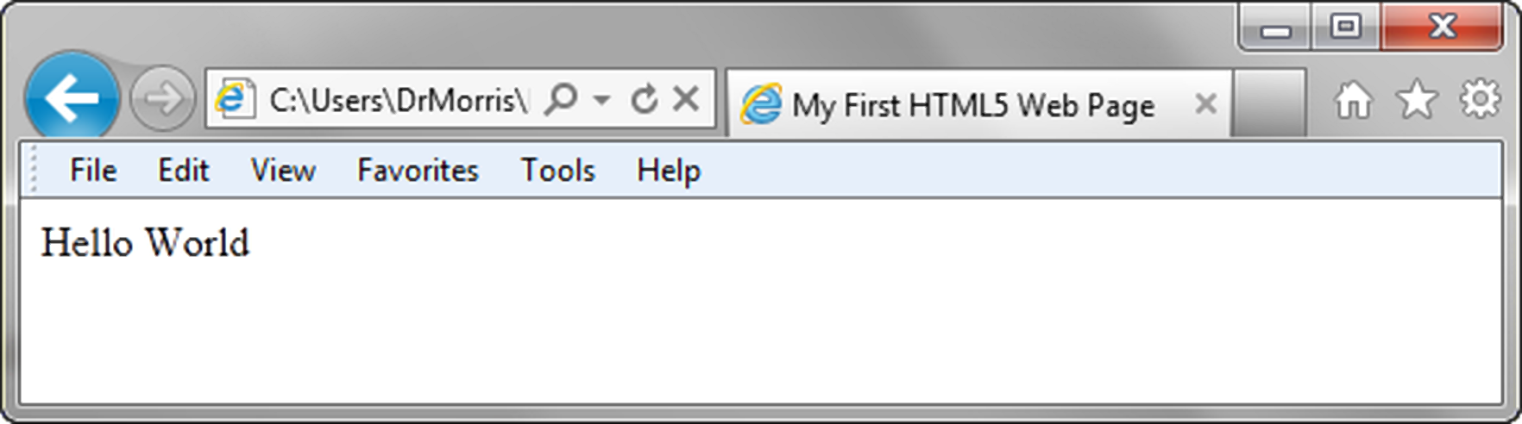 C:\Users\DrMorris\
My First HTML5 Web Page
File Edit View Favorites Tools Help
Hello World